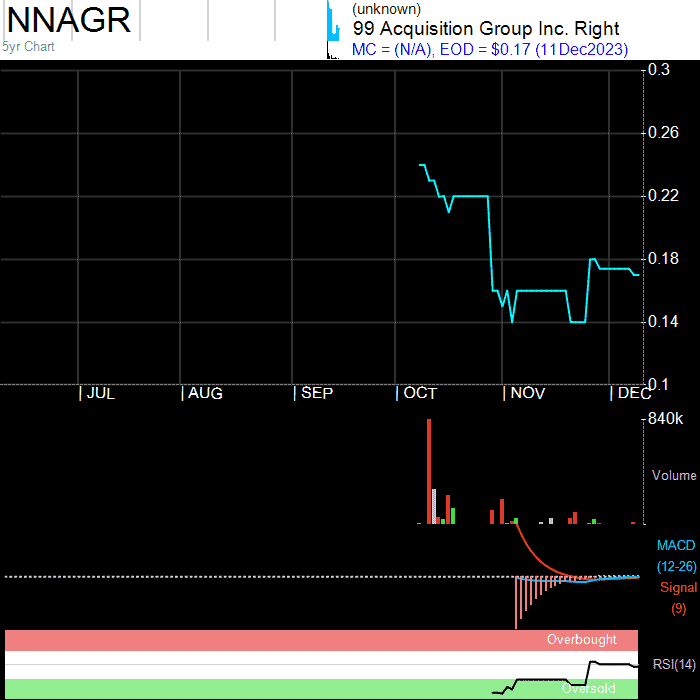 NNAGR
5yr Chart
(unknown)
99 Acquisition Group Inc. Right
MC = (N/A), EOD = $0.17 (11Dec2023)
0.3
0.26
0.22
0.18
0.14
0.1
| JUL | AUG | SEP | OCT | NOV | DEC
840k
Volume
MACD
(12-26)
Signal
(9)
Overbought
RSI(14)
Oversold